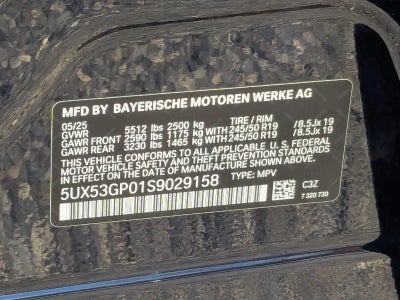 MFD BY BAYERISCHE MOTOREN WERKE AG
05/25 5512 lbs 2500 kg TIRE / RIM
GVWR
GAWR FRONT 2590 lbs 1175 kg WITH 245/50 R19 / 8.5Jx 19
GAWR REAR 3230 lbs 1465 kg WITH 245/50 R19 / 8.5Jx 19
THIS VEHICLE CONFORMS TO ALL APPLICABLE U.S. FEDERAL
MOTOR VEHICLE SAFETY AND THEFT PREVENTION STANDARDS
IN EFFECT ON THE DATE OF MANUFACTURE SHOWN ABOVE.
5UX53GP01S9029158 TYPE: MPV
C3Z
7 320 730